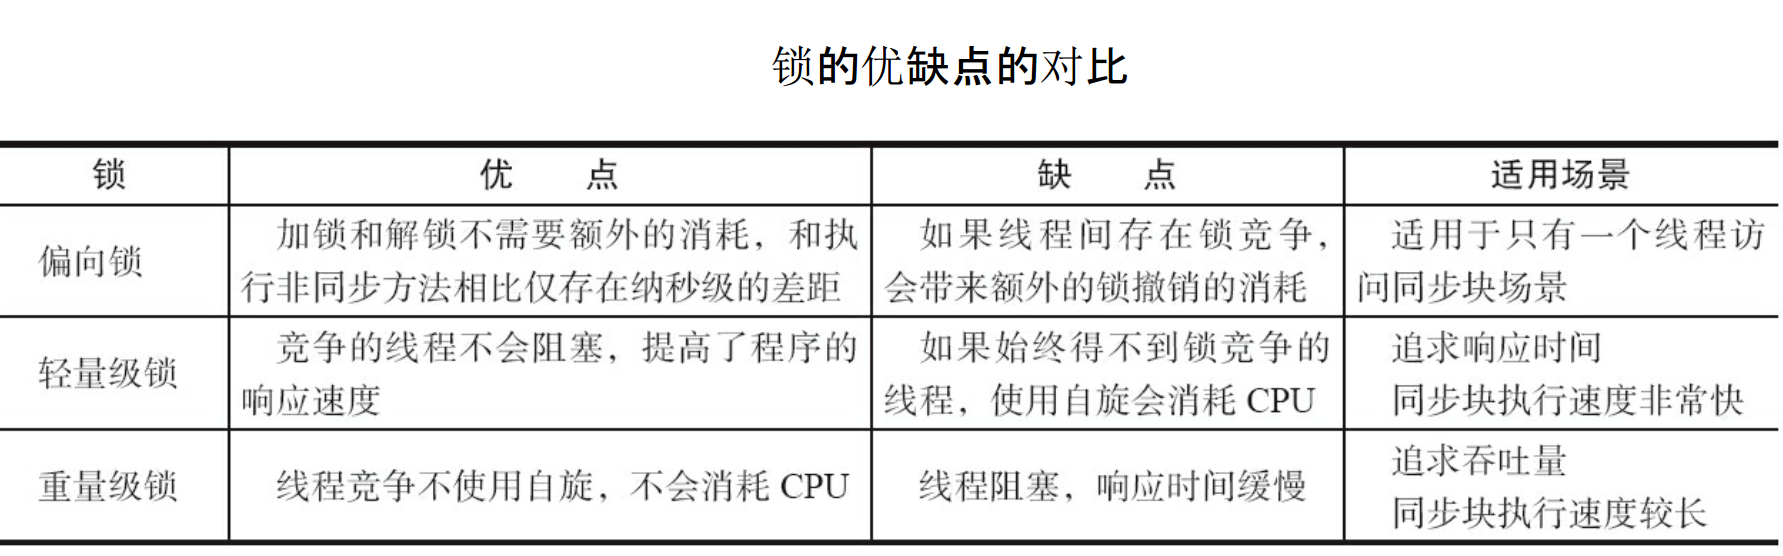 锁的优缺点的对比
锁 优 点 缺 点 适用场景
偏向锁
加锁和解锁不需要额外的消耗，和执
行非同步方法相比仅存在纳秒级的差距
如果线程间存在锁竞争，
会带来额外的锁撤销的消耗
适用于只有一个线程访
问同步块场景
轻量级锁
竞争的线程不会阻塞，提高了程序的
响应速度
如果始终得不到锁竞争的
线程，使用自旋会消耗 CPU
追求响应时间
同步块执行速度非常快
重量级锁
线程竞争不使用自旋，不会消耗 CPU
线程阻塞，响应时间缓慢
追求吞吐量
同步块执行速度较长